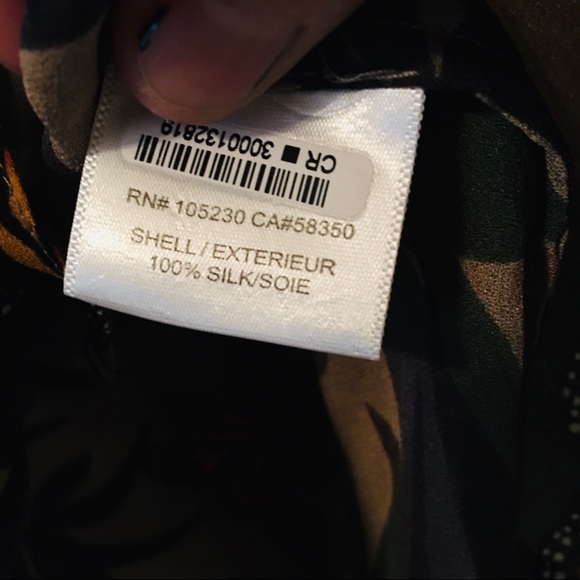 CR ■ 3000132819
RN# 105230 CA#58350
SHELL/EXTERIEUR
100% SILK/SOIE